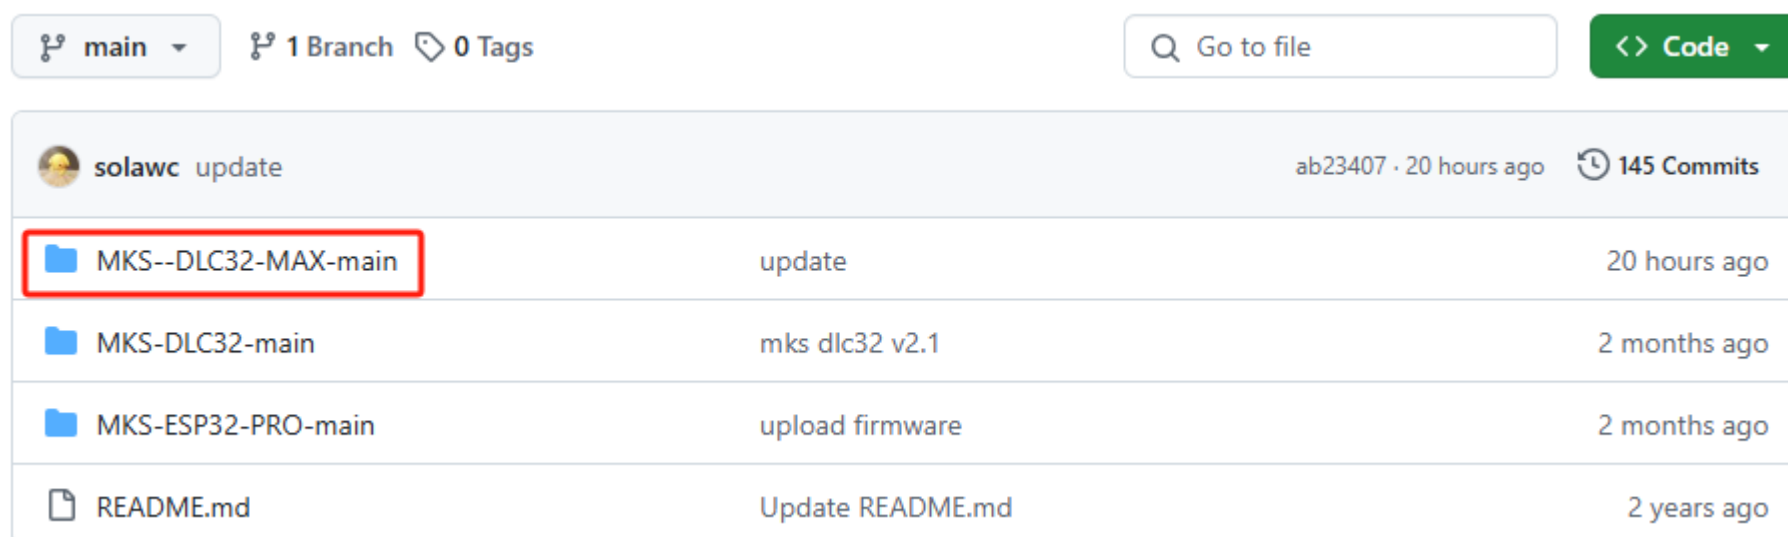 main 1 Branch 0 Tags Go to file Code
solawc update ab23407 · 20 hours ago 145 Commits
MKS--DLC32-MAX-main update 20 hours ago
MKS-DLC32-main mks dlc32 v2.1 2 months ago
MKS-ESP32-PRO-main upload firmware 2 months ago
README.md Update README.md 2 years ago